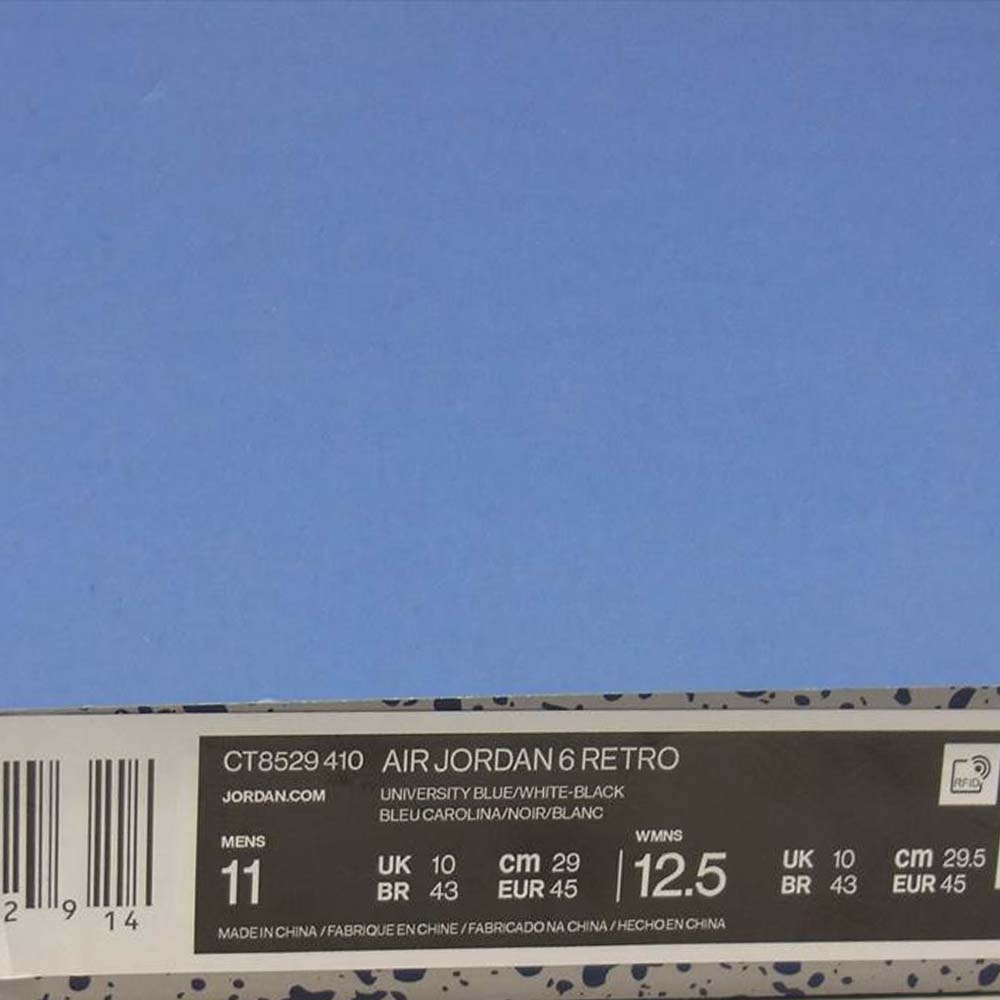 CT8529 410 AIR JORDAN 6 RETRO
JORDAN.COM UNIVERSITY BLUE/WHITE-BLACK
BLEU CAROLINA/NOIR/BLANC
MENS WMNS
11 UK 10 cm 29 12.5 UK 10 cm 29.5
BR 43 EUR 45 BR 43 EUR 45
MADE IN CHINA / FABRIQUE EN CHINE / FABRICADO NA CHINA / HECHO EN CHINA
RFID
2 9 14